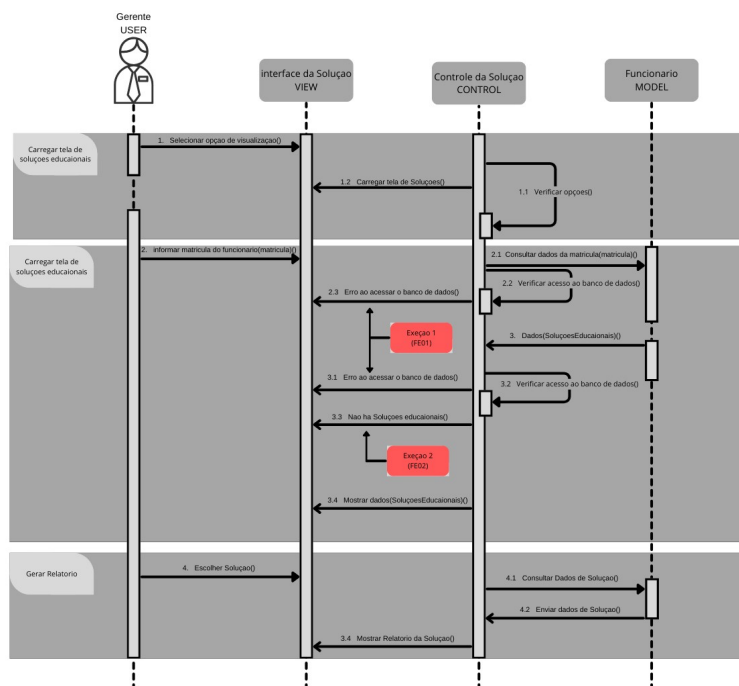 Gerente
USER
interface da Soluçao
VIEW
Controle da Soluçao
CONTROL
Funcionario
MODEL
Carregar tela de
soluçoes educaionais
1. Selecionar opçao de visualizaçao()
1.2 Carregar tela de Soluçoes()
1.1 Verificar opçoes()
Carregar tela de
soluçoes educaionais
2. informar matricula do funcionario(matricula)()
2.1 Consultar dados da matricula(matricula)()
2.2 Verificar acesso ao banco de dados()
2.3 Erro ao acessar o banco de dados()
Exeçao 1
(FE01)
3. Dados(SoluçoesEducaionais)()
3.1 Erro ao acessar o banco de dados()
3.2 Verificar acesso ao banco de dados()
3.3 Nao ha Soluçoes educaionais()
Exeçao 2
(FE02)
3.4 Mostrar dados(SoluçoesEducaionais)()
Gerar Relatorio
4. Escolher Soluçao()
4.1 Consultar Dados de Soluçao()
4.2 Enviar dados de Soluçao()
3.4 Mostrar Relatorio da Soluçao()